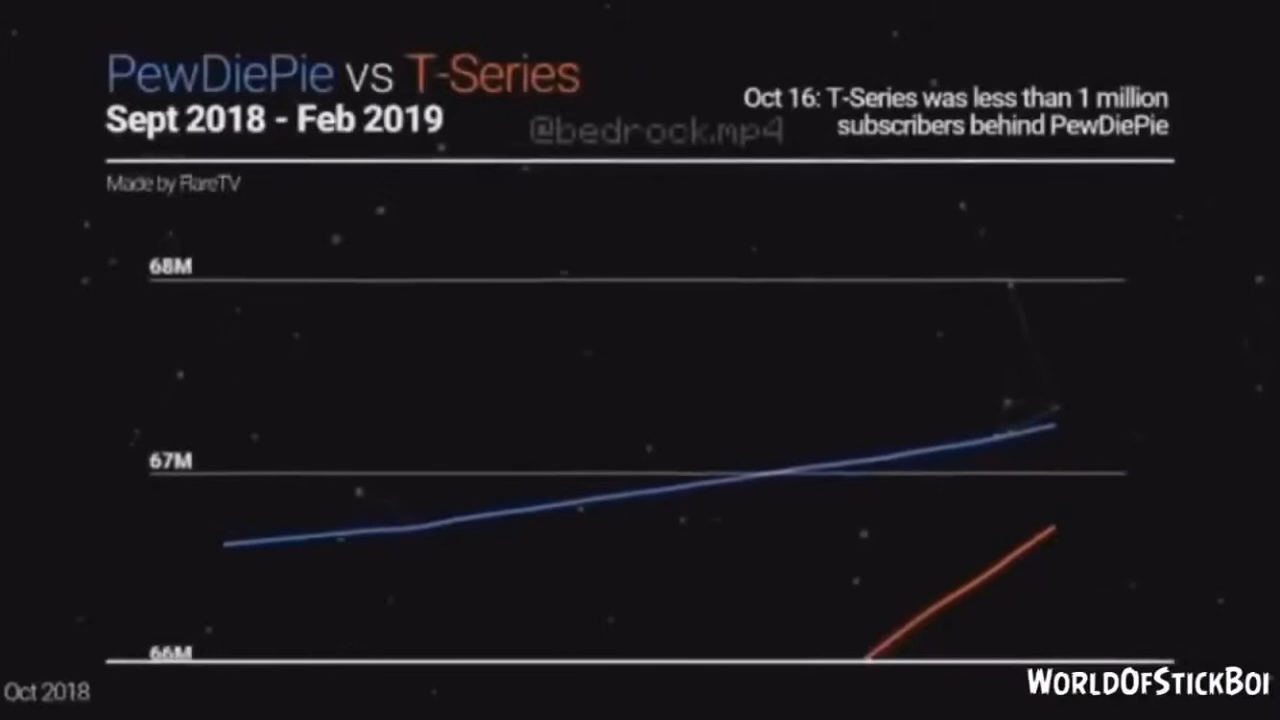 PewDiePie vs T-Series
Sept 2018 - Feb 2019
Oct 16: T-Series was less than 1 million
subscribers behind PewDiePie
@bedrock.mp4
Made by FlareTV
68M
67M
66M
Oct 2018
WORLDOFSTICKBOI